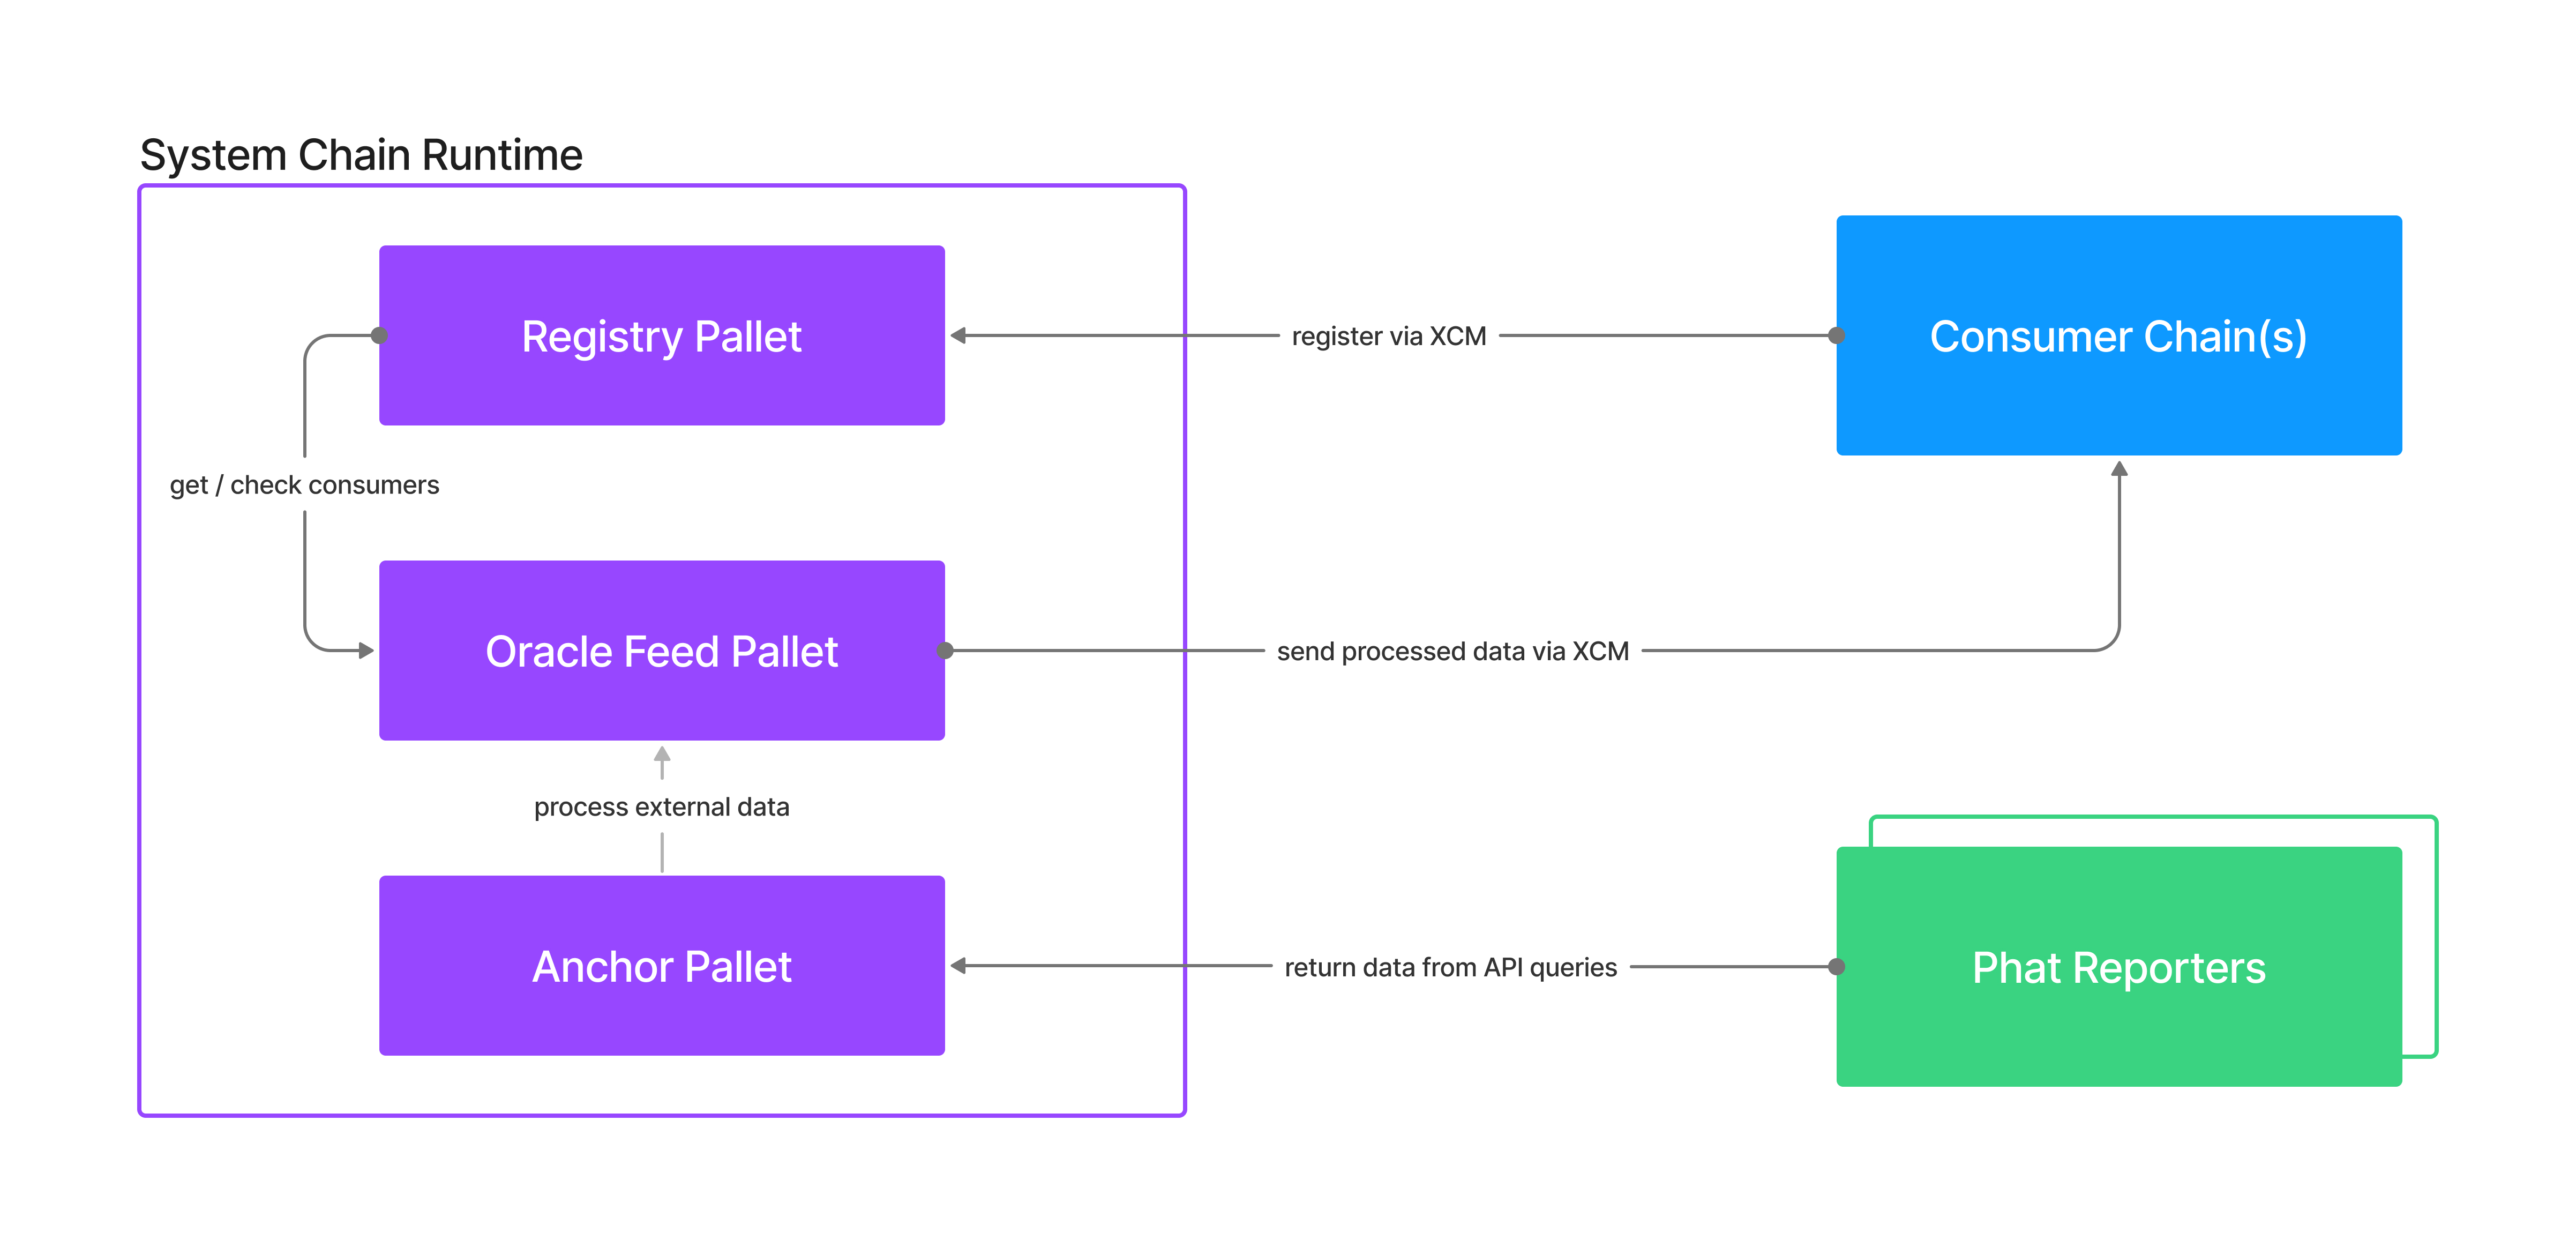 System Chain Runtime
Registry Pallet
register via XCM
Consumer Chain(s)
get / check consumers
Oracle Feed Pallet
send processed data via XCM
process external data
Anchor Pallet
return data from API queries
Phat Reporters